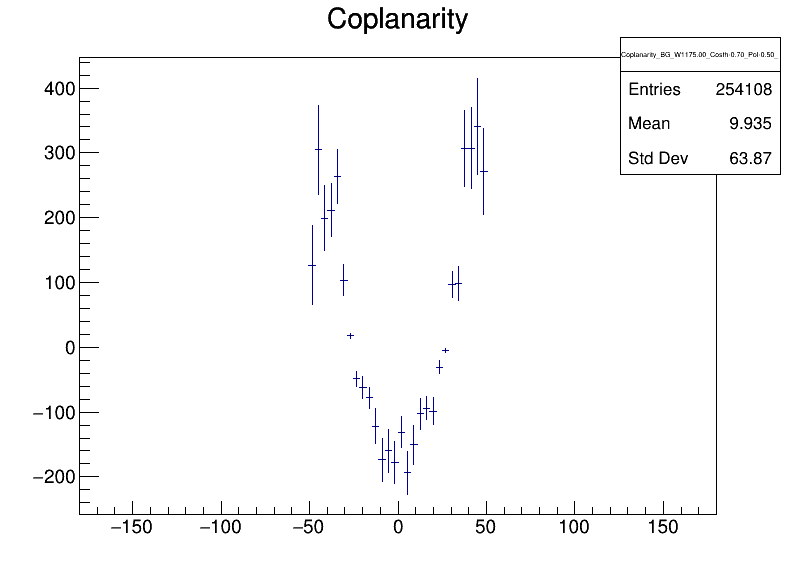 Coplanarity
Coplanarity_BG_W1175.00_Costh-0.70_Pol-0.50_
Entries 254108
Mean 9.935
Std Dev 63.87
400
300
200
100
0
−100
−200
−150 −100 −50 0 50 100 150